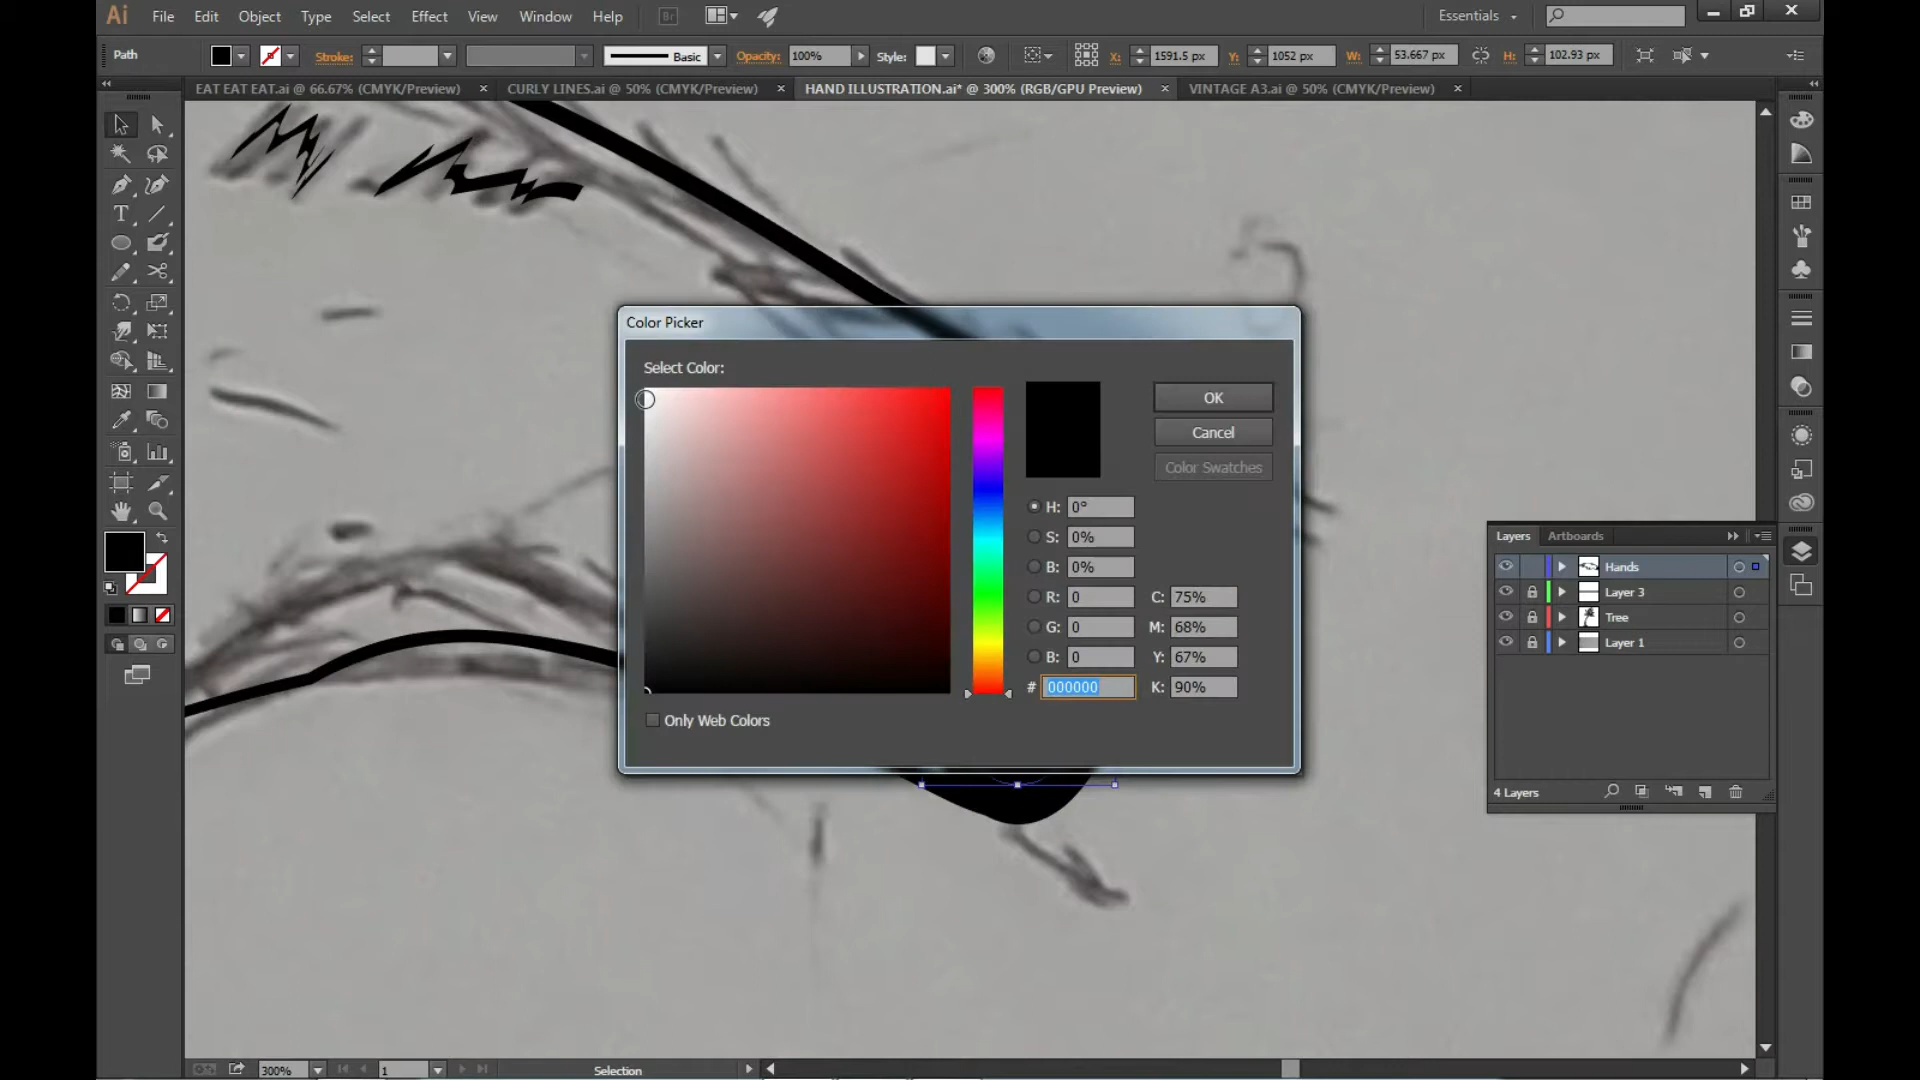 Ai File Edit Object Type Select Effect View Window Help Br Essentials
Path Stroke: Basic Opacity: 100% Style: X: 1591.5 px Y: 1052 px W: 53.667 px H: 102.93 px
EAT EAT EAT.ai @ 66.67% (CMYK/Preview) CURLY LINES.ai @ 50% (CMYK/Preview) HAND ILLUSTRATION.ai* @ 300% (RGB/GPU Preview) VINTAGE A3.ai @ 50% (CMYK/Preview)
Color Picker
Select Color:
OK
Cancel
Color Swatches
H: 0°
S: 0%
B: 0%
R: 0 C: 75%
G: 0 M: 68%
B: 0 Y: 67%
# 000000 K: 90%
Only Web Colors
Layers Artboards
Hands
Layer 3
Tree
Layer 1
4 Layers
300% 1 Selection